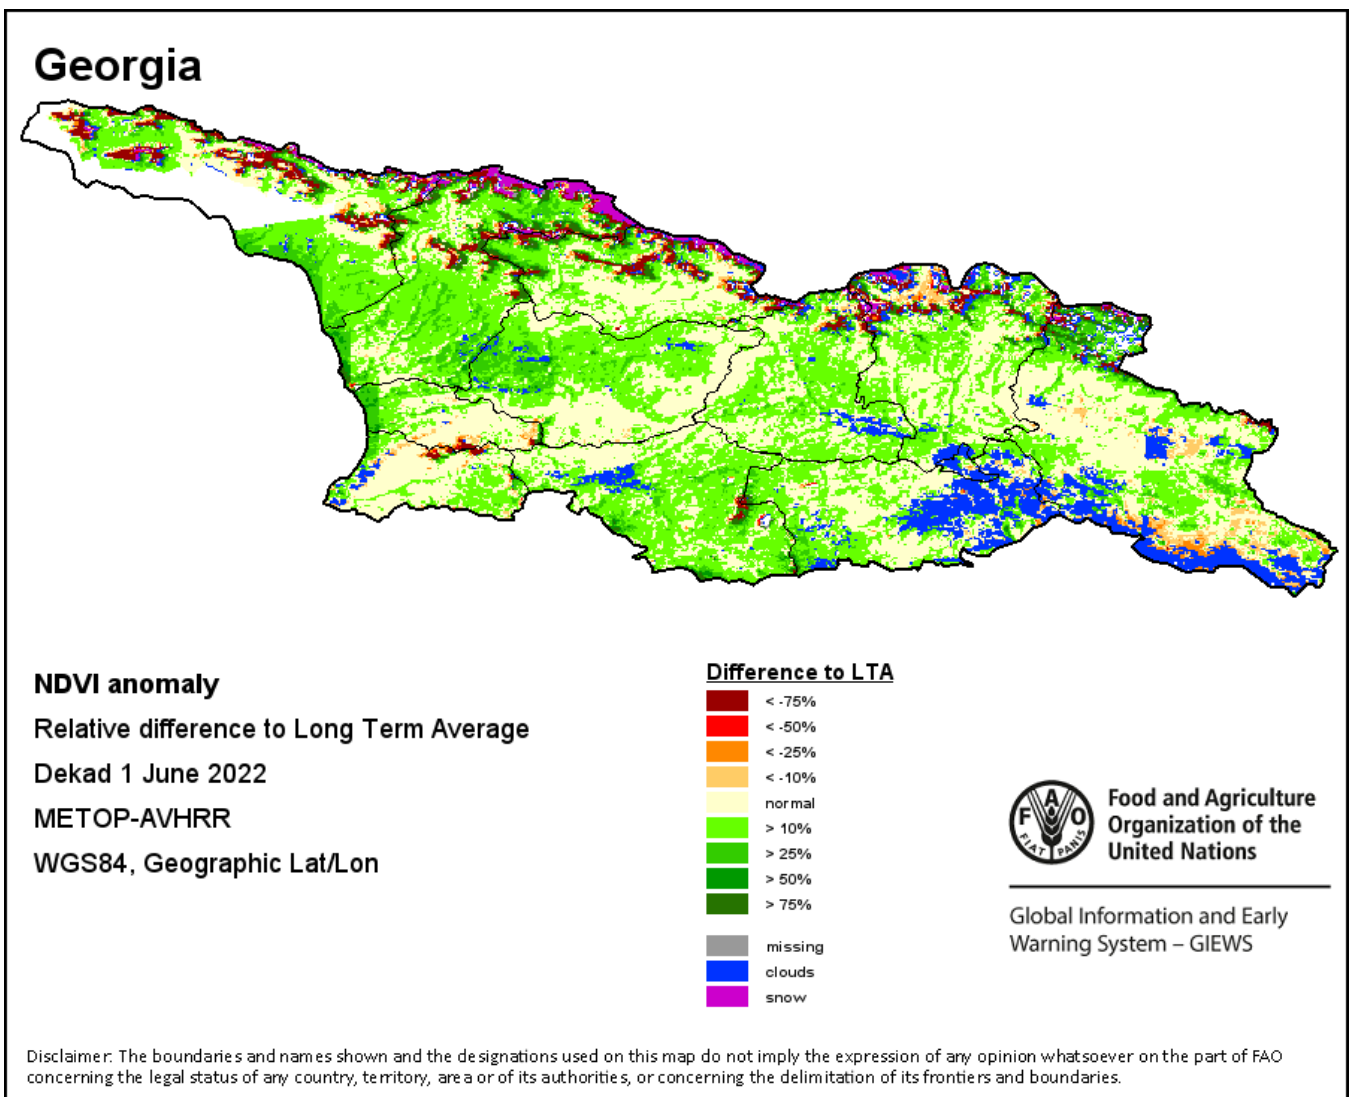 Georgia
NDVI anomaly
Relative difference to Long Term Average
Dekad 1 June 2022
METOP-AVHRR
WGS84, Geographic Lat/Lon
Difference to LTA
< -75%
< -50%
< -25%
< -10%
normal
> 10%
> 25%
> 50%
> 75%
missing
clouds
snow
F A O
FIAT PANIS
Food and Agriculture
Organization of the
United Nations
Global Information and Early
Warning System – GIEWS
Disclaimer: The boundaries and names shown and the designations used on this map do not imply the expression of any opinion whatsoever on the part of FAO
concerning the legal status of any country, territory, area or of its authorities, or concerning the delimitation of its frontiers and boundaries.